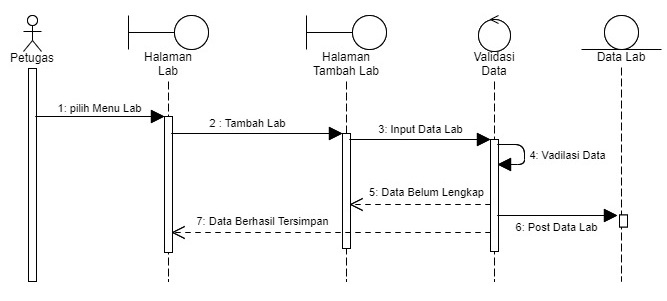 Petugas
Halaman
Lab
Halaman
Tambah Lab
Validasi
Data
Data Lab
1: pilih Menu Lab
2 : Tambah Lab
3: Input Data Lab
4: Vadilasi Data
5: Data Belum Lengkap
6: Post Data Lab
7: Data Berhasil Tersimpan